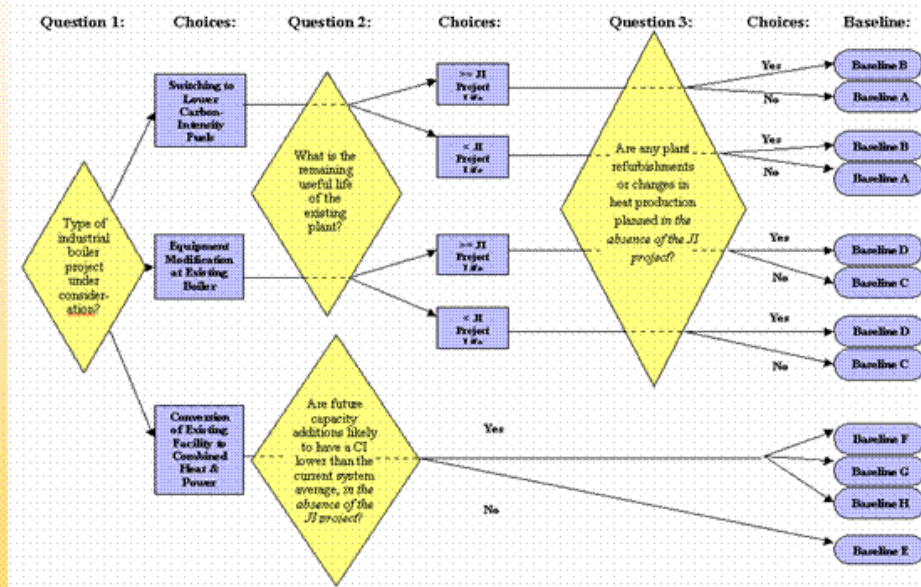 Question 1:
Choices:
Question 2:
Choices:
Question 3:
Choices:
Baseline:
Type of
industrial
boiler
project
under
consider-
ation?
Switching to
Lower
Carbon-
Intensity
Fuels
Equipment
Modification
at Existing
Boiler
Conversion
of Existing
Facility to
Combined
Heat &
Power
What is the
remaining
useful life
of the
existing
plant?
Are future
capacity
additions likely
to have a CI
lower than the
current system
average, in the
absence of the
JI project?
>= JI
Project
Life
< JI
Project
Life
>= JI
Project
Life
< JI
Project
Life
Are any plant
refurbishments
or changes in
heat production
planned in the
absence of the JI
project?
Yes
No
Yes
No
Yes
No
Yes
No
Yes
No
Baseline B
Baseline A
Baseline B
Baseline A
Baseline D
Baseline C
Baseline D
Baseline C
Baseline F
Baseline G
Baseline H
Baseline E